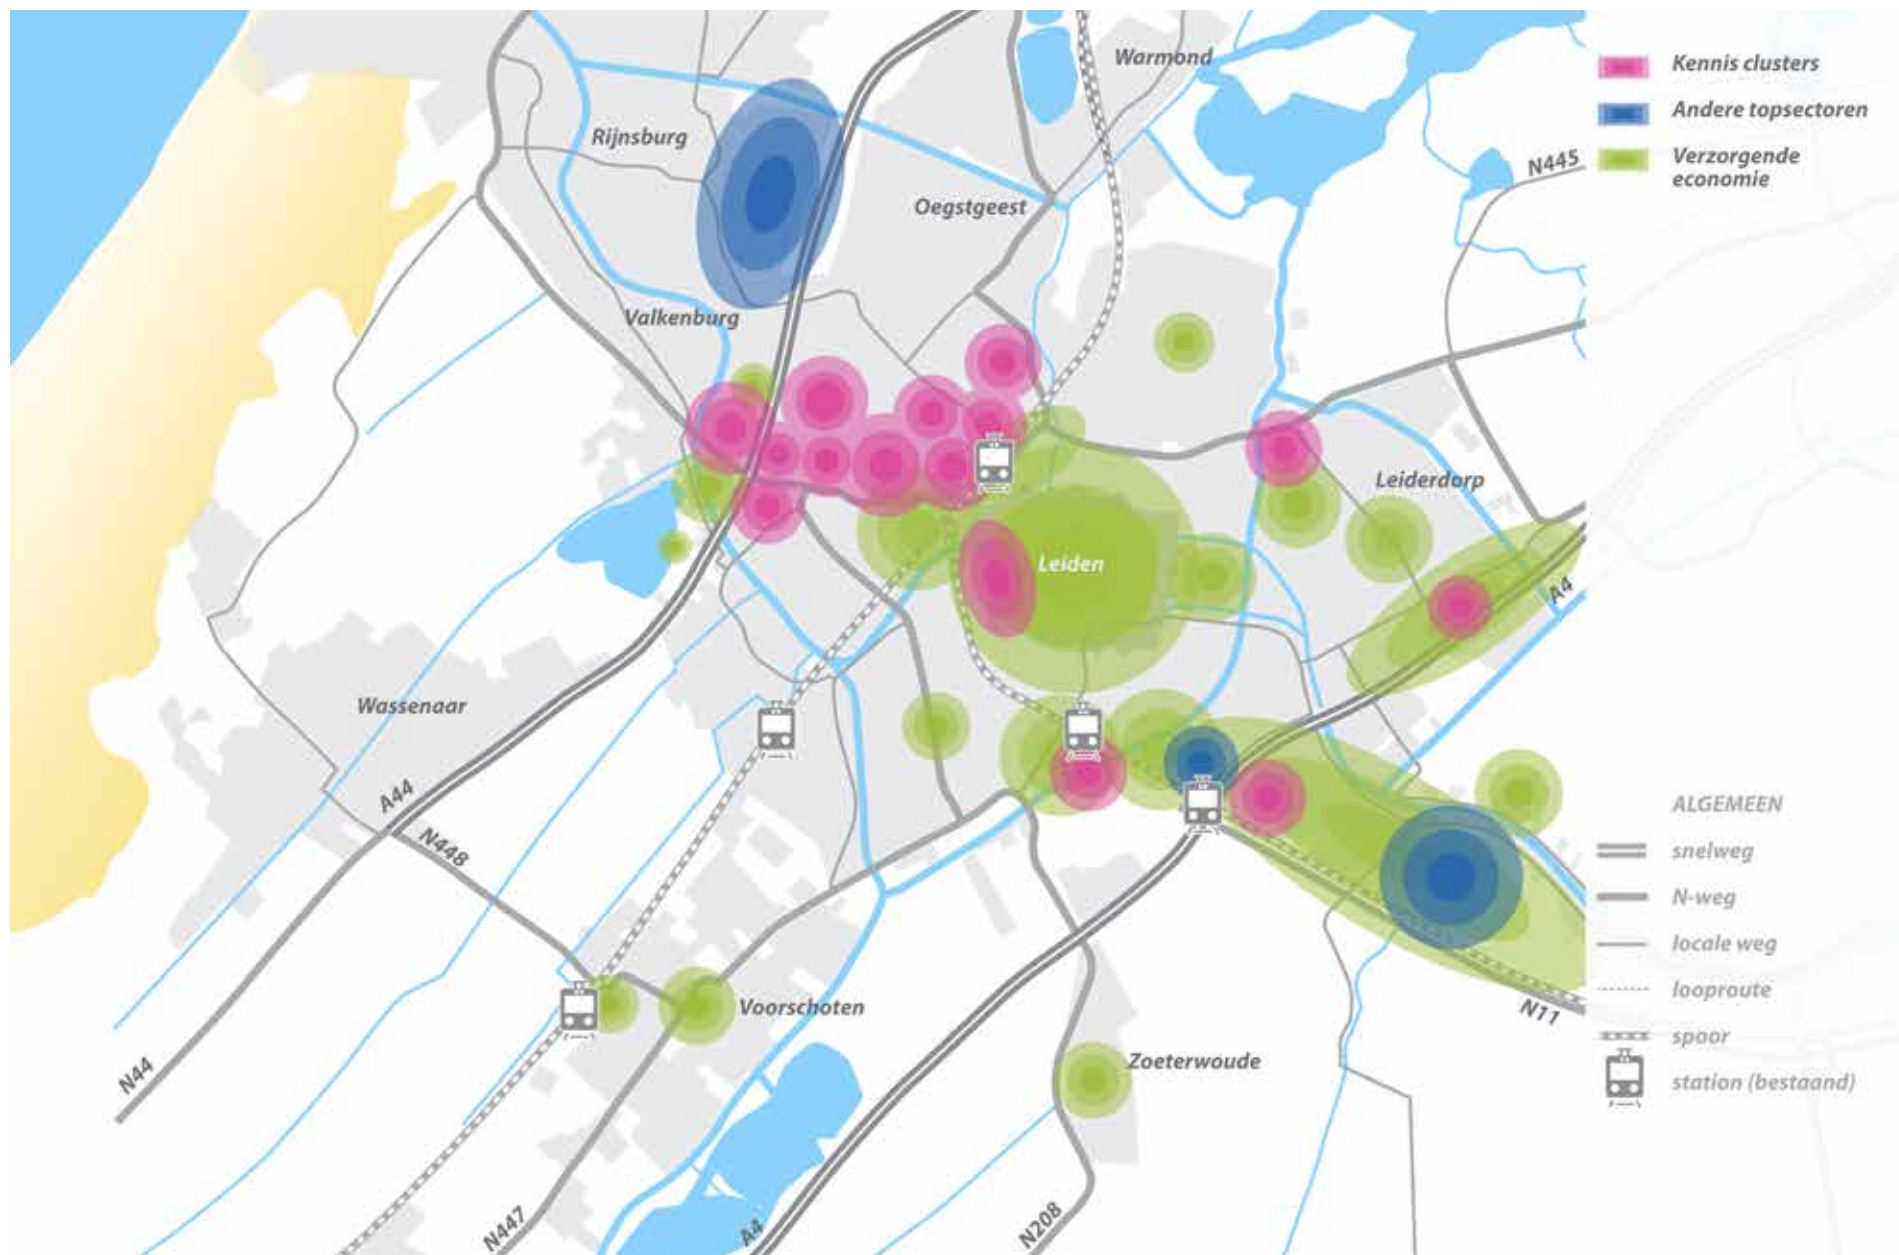 Warmond
Kennis clusters
Andere topsectoren
Verzorgende
economie
Rijnsburg
N445
Oegstgeest
Valkenburg
Leiderdorp
Leiden
A4
Wassenaar
A44
N448
ALGEMEEN
snelweg
N-weg
locale weg
looproute
spoor
station (bestaand)
Voorschoten
N11
Zoeterwoude
N44
N447
A4
N208